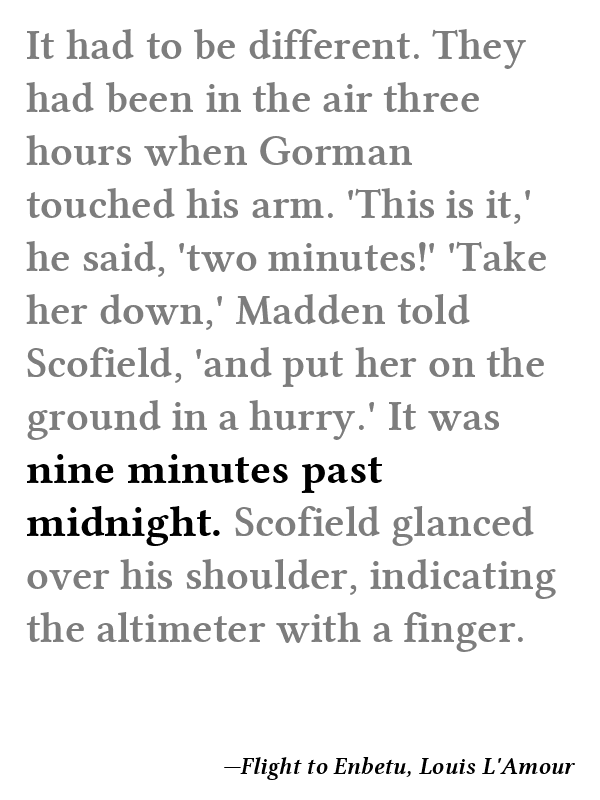 It had to be different. They
had been in the air three
hours when Gorman
touched his arm. 'This is it,'
he said, 'two minutes!' 'Take
her down,' Madden told
Scofield, 'and put her on the
ground in a hurry.' It was
nine minutes past
midnight. Scofield glanced
over his shoulder, indicating
the altimeter with a finger.
—Flight to Enbetu, Louis L'Amour